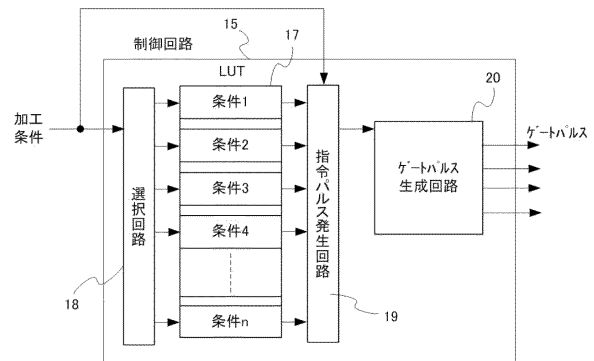 15
17
制御回路
LUT
20
加工
条件
条件1
条件2
条件3
条件4
条件n
選択回路
指令パルス発生回路
ｹﾞｰﾄﾊﾟﾙｽ
生成回路
ｹﾞｰﾄﾊﾟﾙｽ
18
19